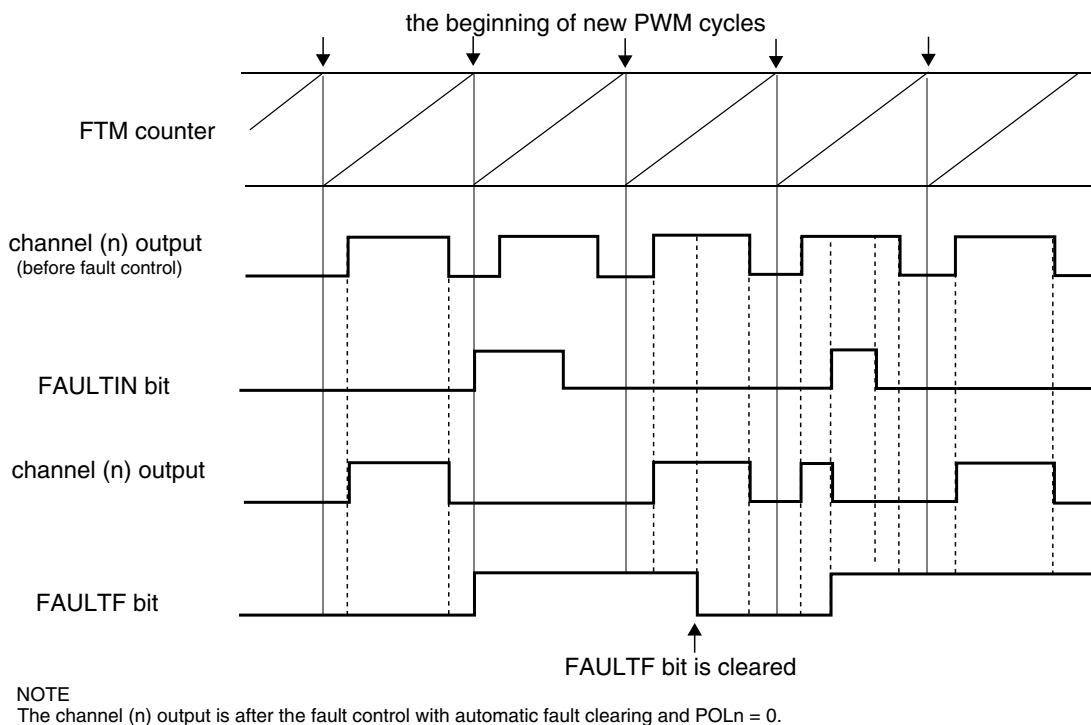 the beginning of new PWM cycles
FTM counter
channel (n) output
(before fault control)
FAULTIN bit
channel (n) output
FAULTF bit
FAULTF bit is cleared
NOTE
The channel (n) output is after the fault control with automatic fault clearing and POLn = 0.